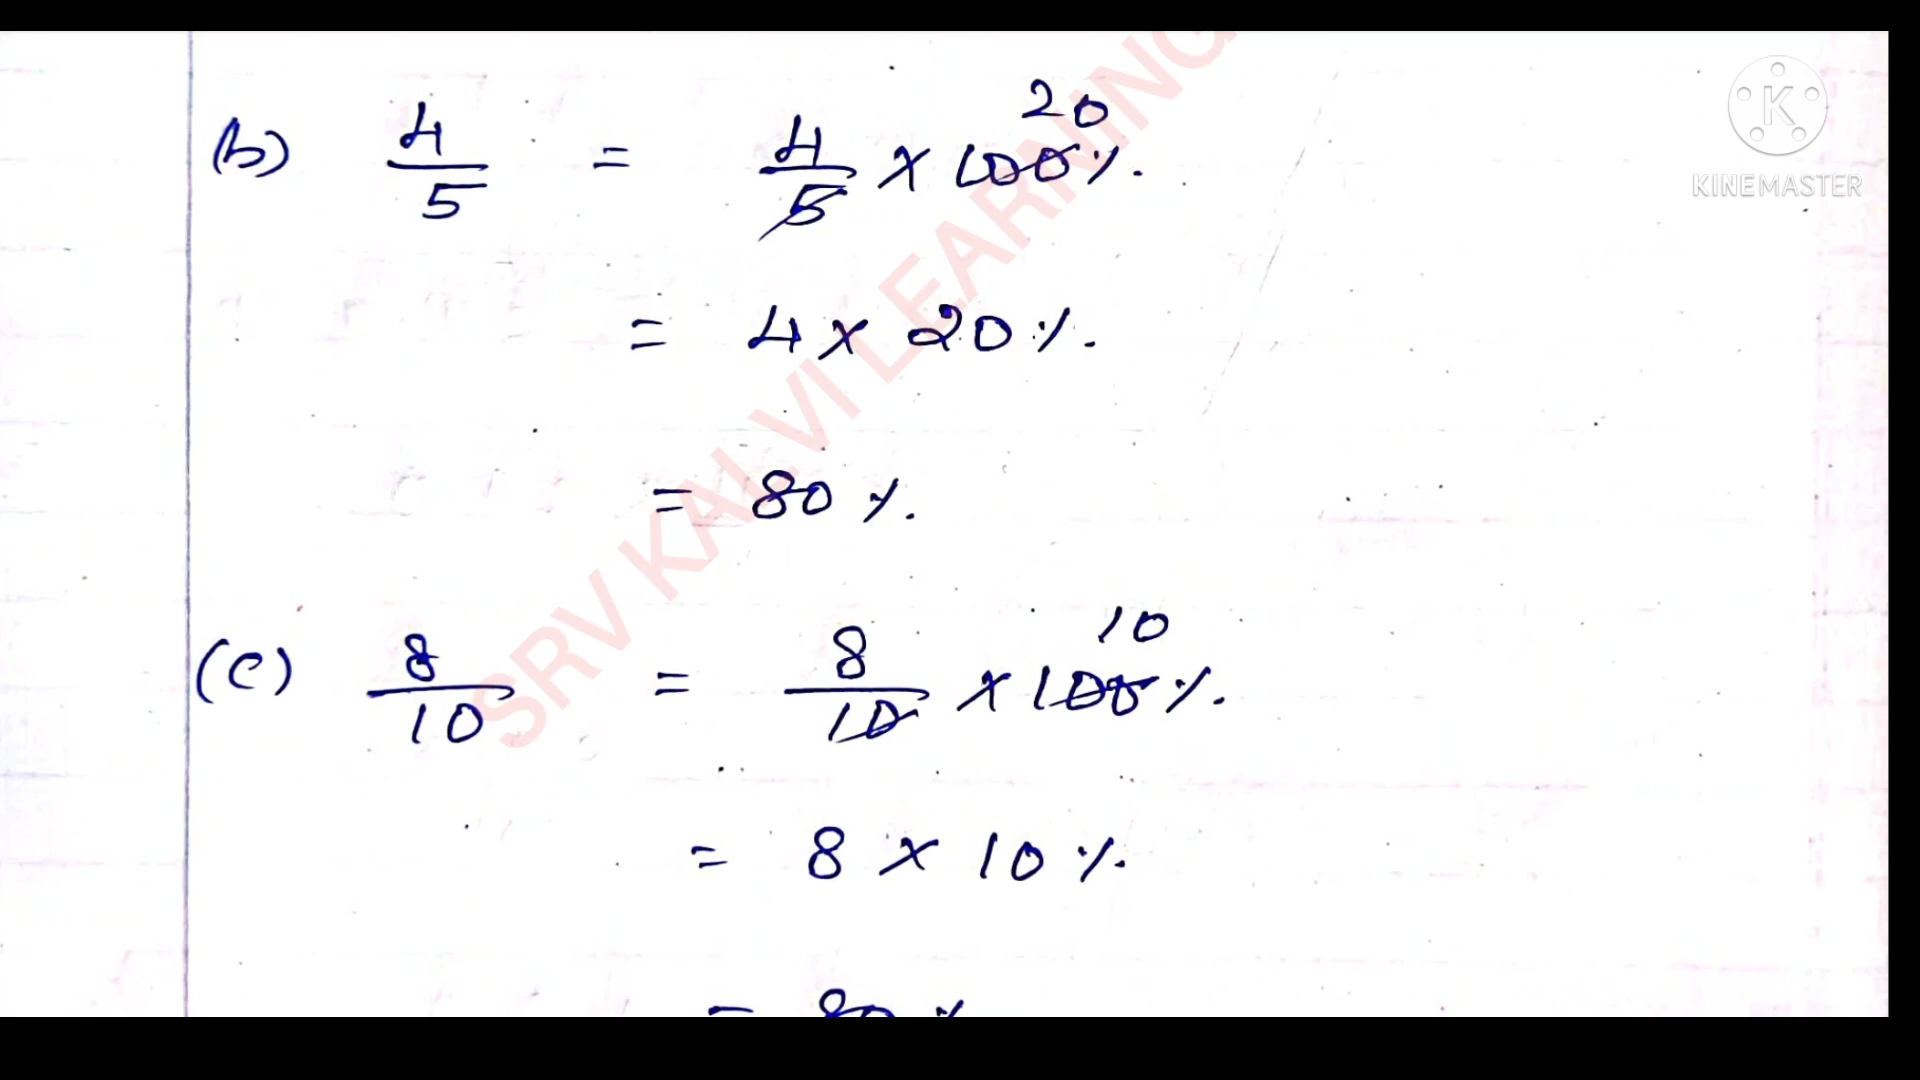 20
(b) 4/5 = 4/5 × 100%.
= 4 × 20%.
= 80%.
10
(c) 8/10 = 8/10 × 100%.
= 8 × 10%.
= 80%
SRV KALVI LEARNING
K
KINEMASTER